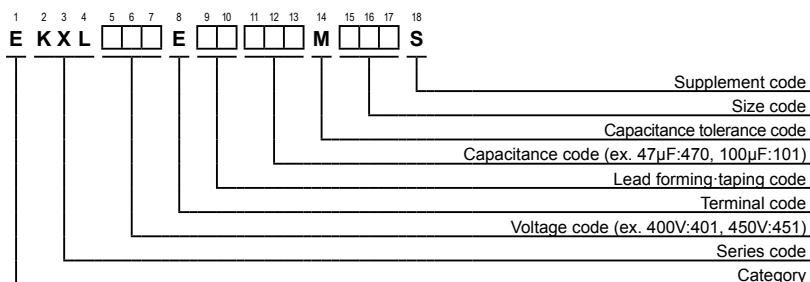 1 2 3 4 5 6 7 8 9 10 11 12 13 14 15 16 17 18
E K X L □□□ E □□ □□□ M □□□ S
Supplement code
Size code
Capacitance tolerance code
Capacitance code (ex. 47µF:470, 100µF:101)
Lead forming·taping code
Terminal code
Voltage code (ex. 400V:401, 450V:451)
Series code
Category